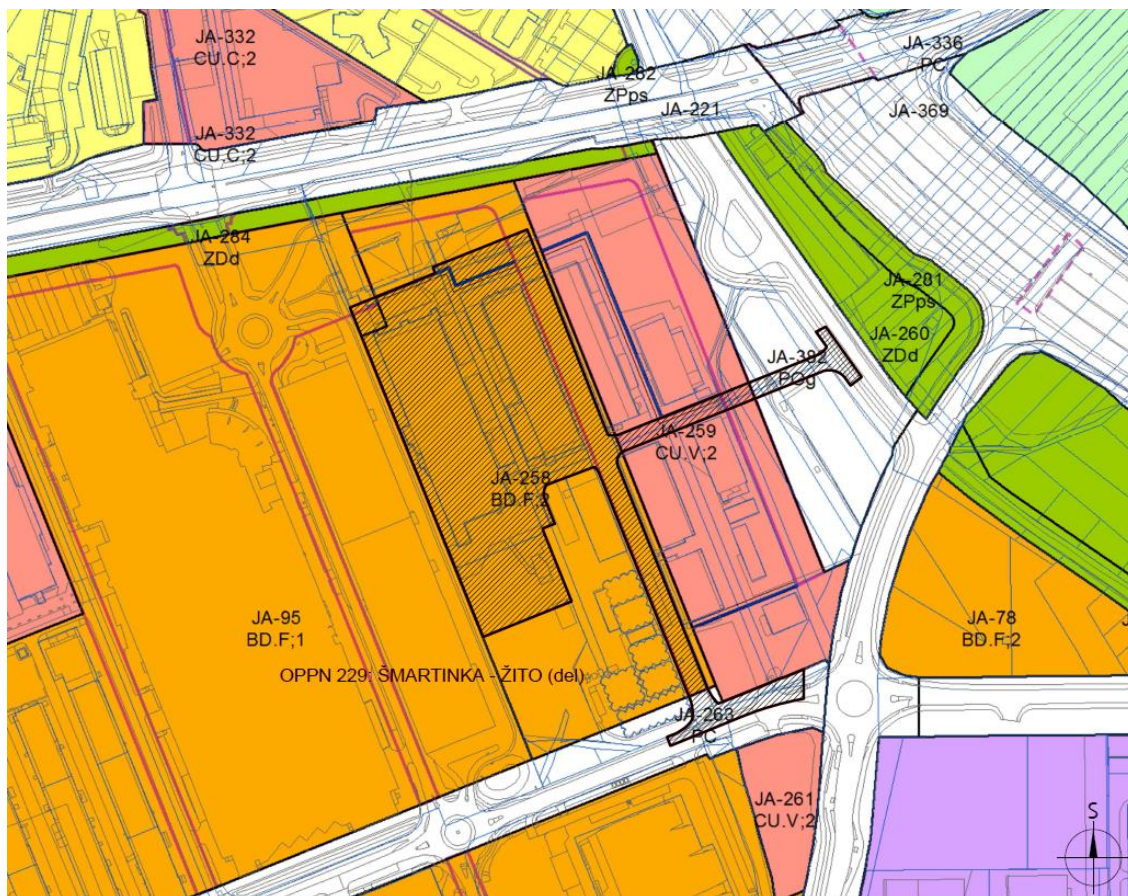 JA-332
CU.C;2
JA-336
PC
JA-282
ZPps
JA-221
JA-369
JA-332
CU.C;2
JA-284
ZDd
JA-281
ZPps
JA-260
ZDd
JA-382
POg
JA-259
CU.V;2
JA-258
BD.F;2
JA-95
BD.F;1
JA-78
BD.F;2
OPPN 229: ŠMARTINKA - ŽITO (del)
JA-263
PC
JA-261
CU.V;2
S